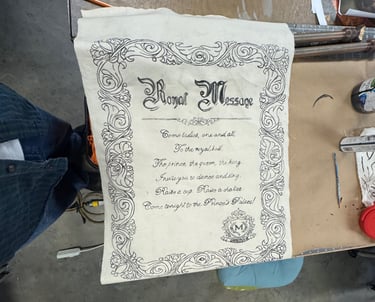 Royal Message
Come ladies, one and all,
To the royal ball.
The prince, the queen, the king
Invite you to dance and sing.
Raise a cup. Raise a chalice
Come tonight to the Prince's Palace!
M